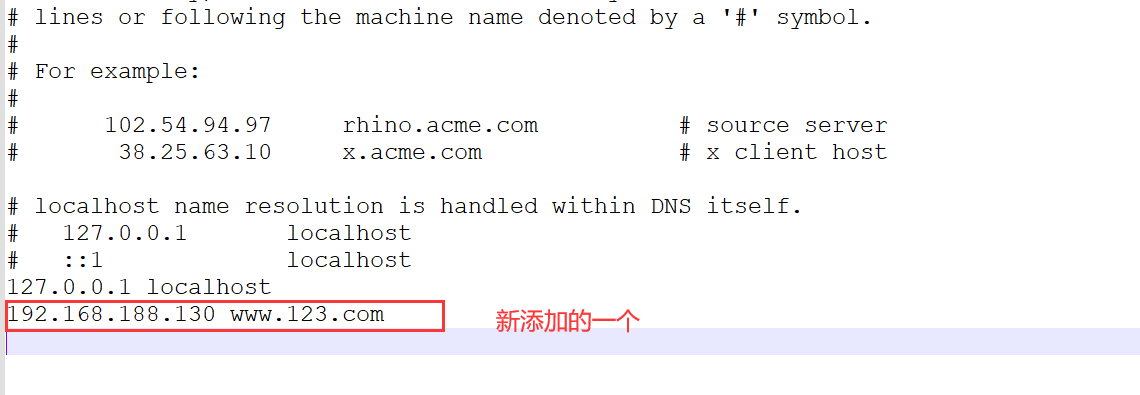 # lines or following the machine name denoted by a '#' symbol.
#
# For example:
#
#      102.54.94.97     rhino.acme.com          # source server
#       38.25.63.10     x.acme.com              # x client host
# localhost name resolution is handled within DNS itself.
#   127.0.0.1       localhost
#   ::1             localhost
127.0.0.1 localhost
192.168.188.130 www.123.com
新添加的一个